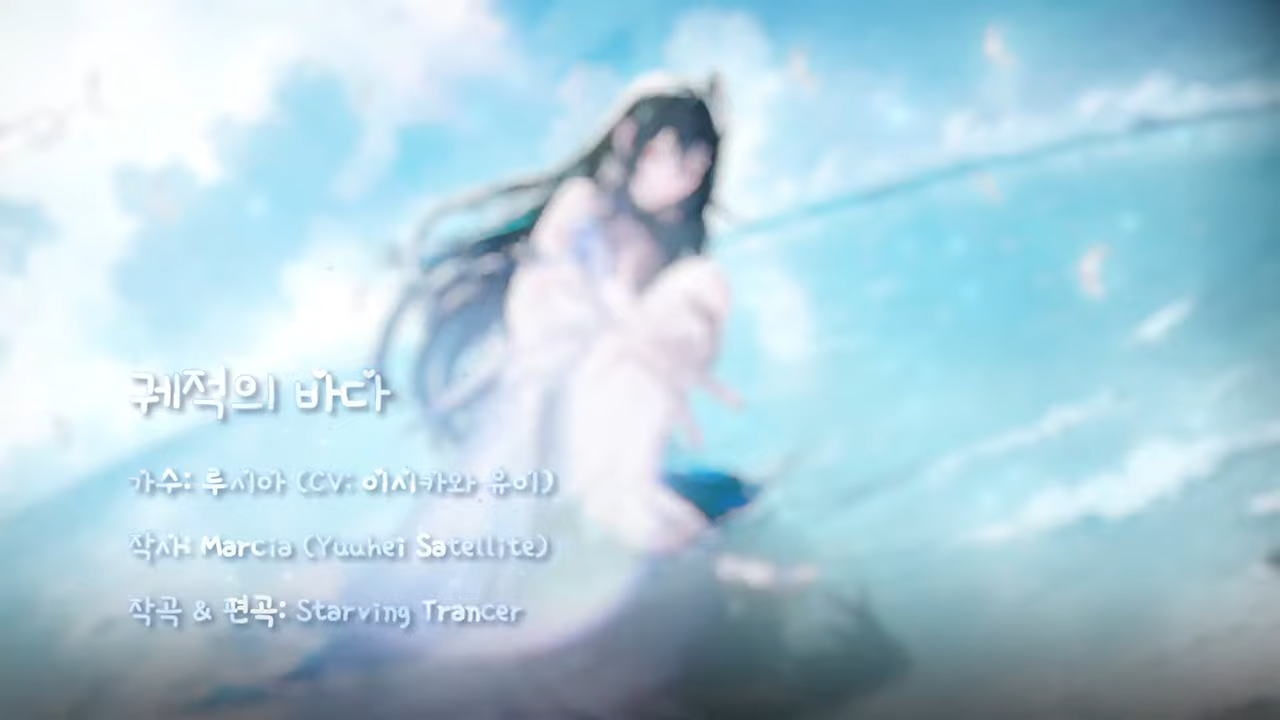 궤적의 바다
가수: 루시아 (CV: 이시카와 유이)
작사: Marcia (Yuuhei Satellite)
작곡 & 편곡: Starving Trancer